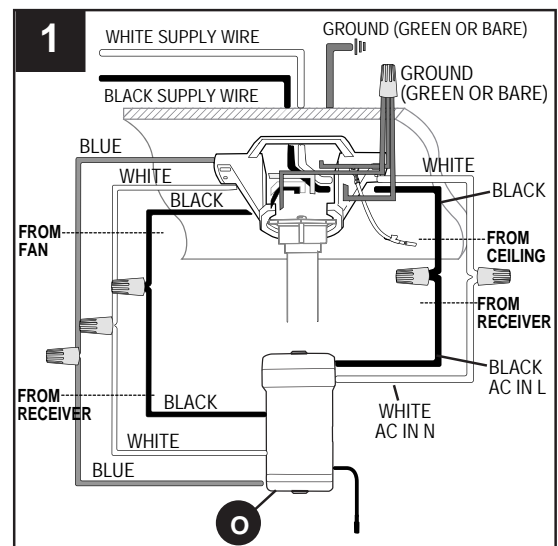 1
WHITE SUPPLY WIRE
GROUND (GREEN OR BARE)
BLACK SUPPLY WIRE
GROUND
(GREEN OR BARE)
BLUE
WHITE
BLACK
WHITE
BLACK
FROM
FAN
FROM
CEILING
FROM
RECEIVER
FROM
RECEIVER
BLACK
WHITE
BLUE
BLACK
AC IN L
WHITE
AC IN N
O